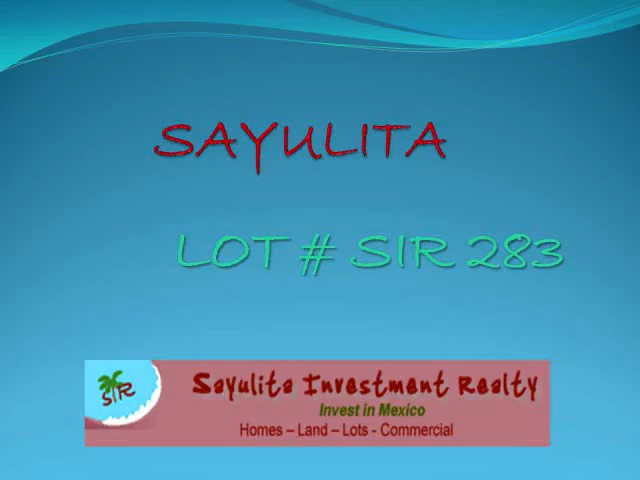 SAYULITA
LOT # SIR 283
SIR
Sayulita Investment Realty
Invest in Mexico
Homes – Land – Lots - Commercial